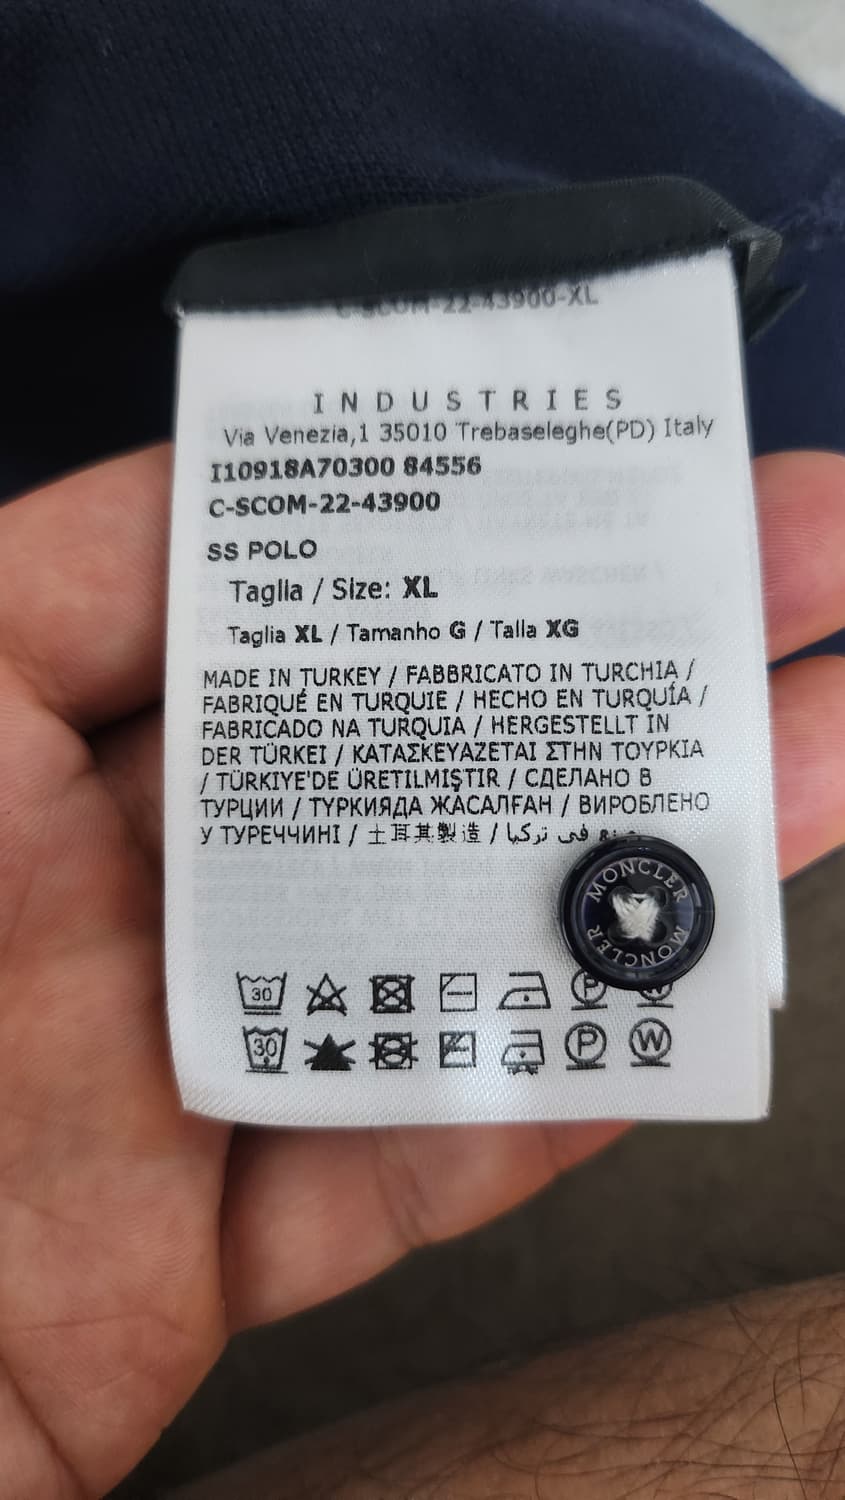 C-SCOM-22-43900-XL
INDUSTRIES
Via Venezia,1 35010 Trebaseleghe(PD) Italy
I10918A70300 84556
C-SCOM-22-43900
SS POLO
Taglia / Size: XL
Taglia XL / Tamanho G / Talla XG
MADE IN TURKEY / FABBRICATO IN TURCHIA /
FABRIQUÉ EN TURQUIE / HECHO EN TURQUÍA /
FABRICADO NA TURQUIA / HERGESTELLT IN
DER TÜRKEI / ΚΑΤΑΣΚΕΥΑΖΕΤΑΙ ΣΤΗΝ ΤΟΥΡΚΙΑ
/ TÜRKIYE'DE ÜRETILMIŞTIR / СДЕЛАНО В
ТУРЦИИ / ТҮРКИЯДА ЖАСАЛҒАН / ВИРОБЛЕНО
У ТУРЕЧЧИНІ / 土耳其製造 / صنع في تركيا
MONCLER
MONCLER
30
P
W
30
P
W